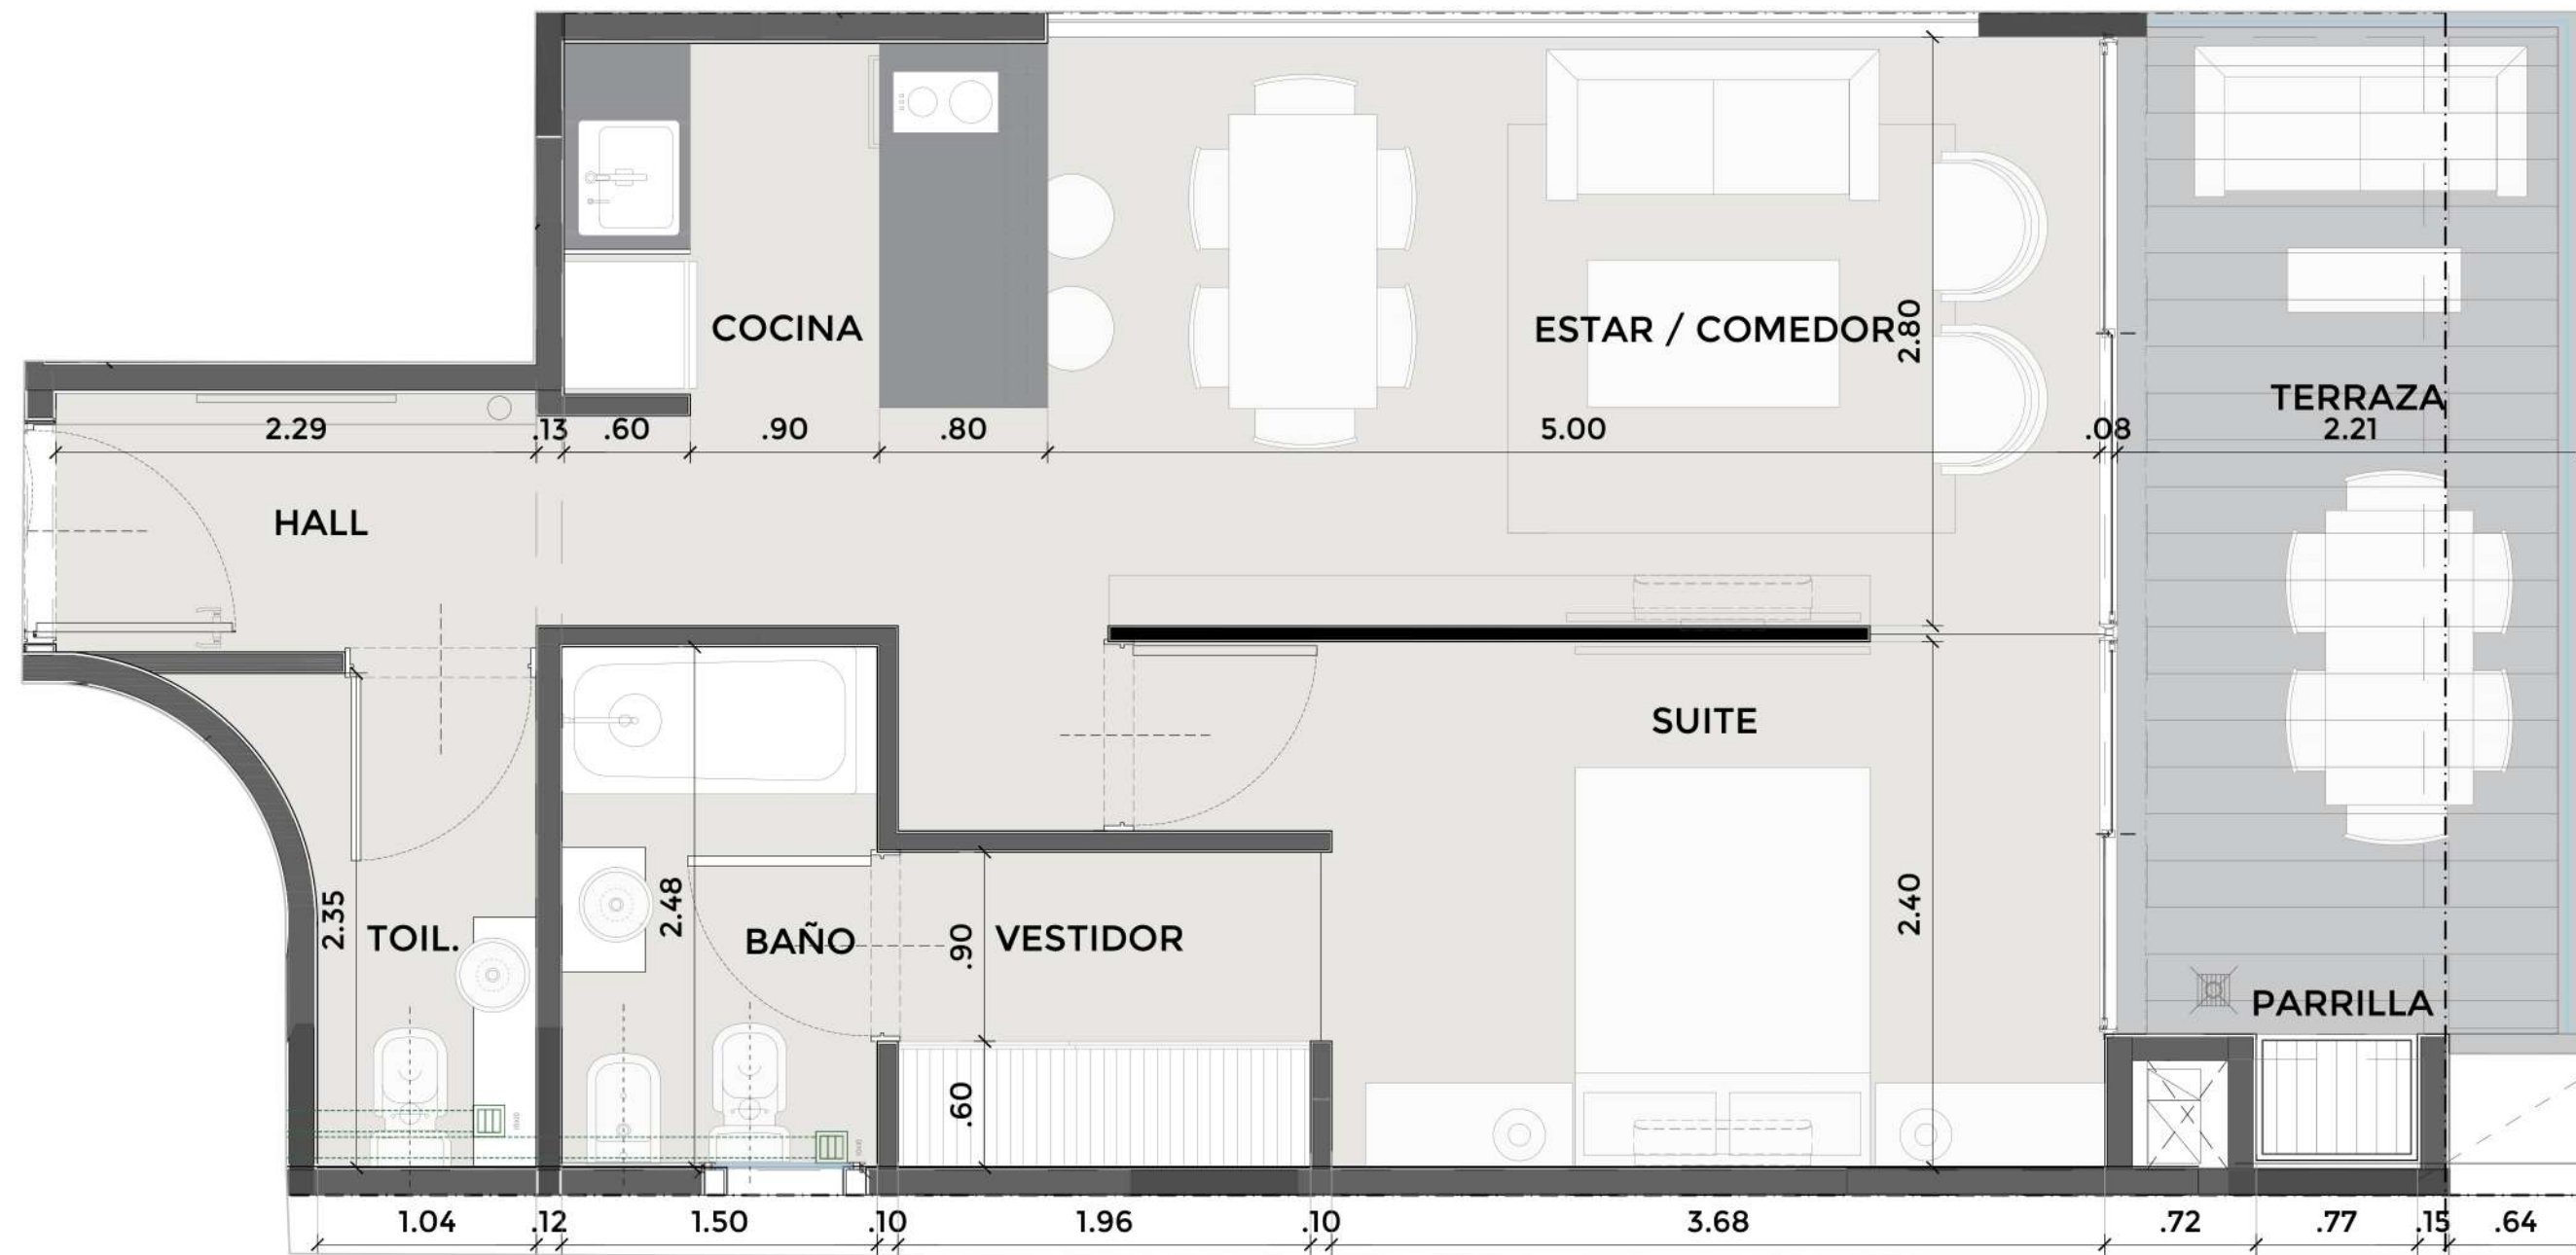 COCINA
ESTAR / COMEDOR
2.80
TERRAZA
2.29
.13
.60
.90
.80
5.00
.08
2.21
HALL
SUITE
2.35
TOIL.
2.48
BAÑO
.90
VESTIDOR
2.40
PARRILLA
.60
1.04
.12
1.50
.10
1.96
.10
3.68
.72
.77
.15
.64